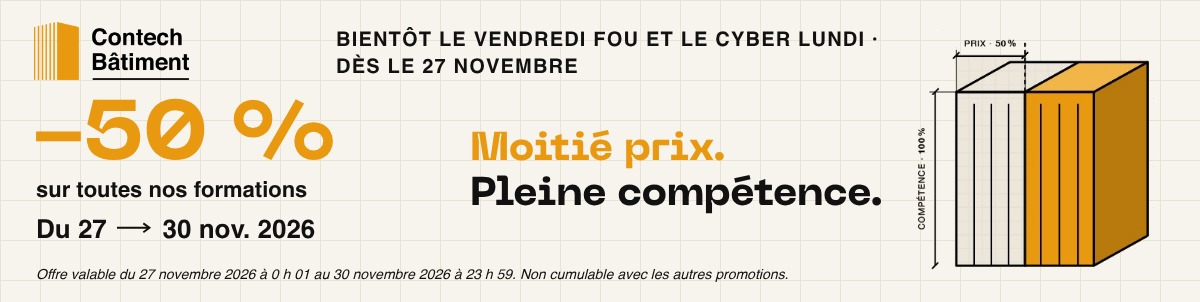 Contech
Bâtiment
BIENTÔT LE VENDREDI FOU ET LE CYBER LUNDI ·
DÈS LE 27 NOVEMBRE
–50 %
sur toutes nos formations
Du 27 → 30 nov. 2026
Moitié prix.
Pleine compétence.
PRIX · 50 %
COMPÉTENCE · 100 %
Offre valable du 27 novembre 2026 à 0 h 01 au 30 novembre 2026 à 23 h 59. Non cumulable avec les autres promotions.